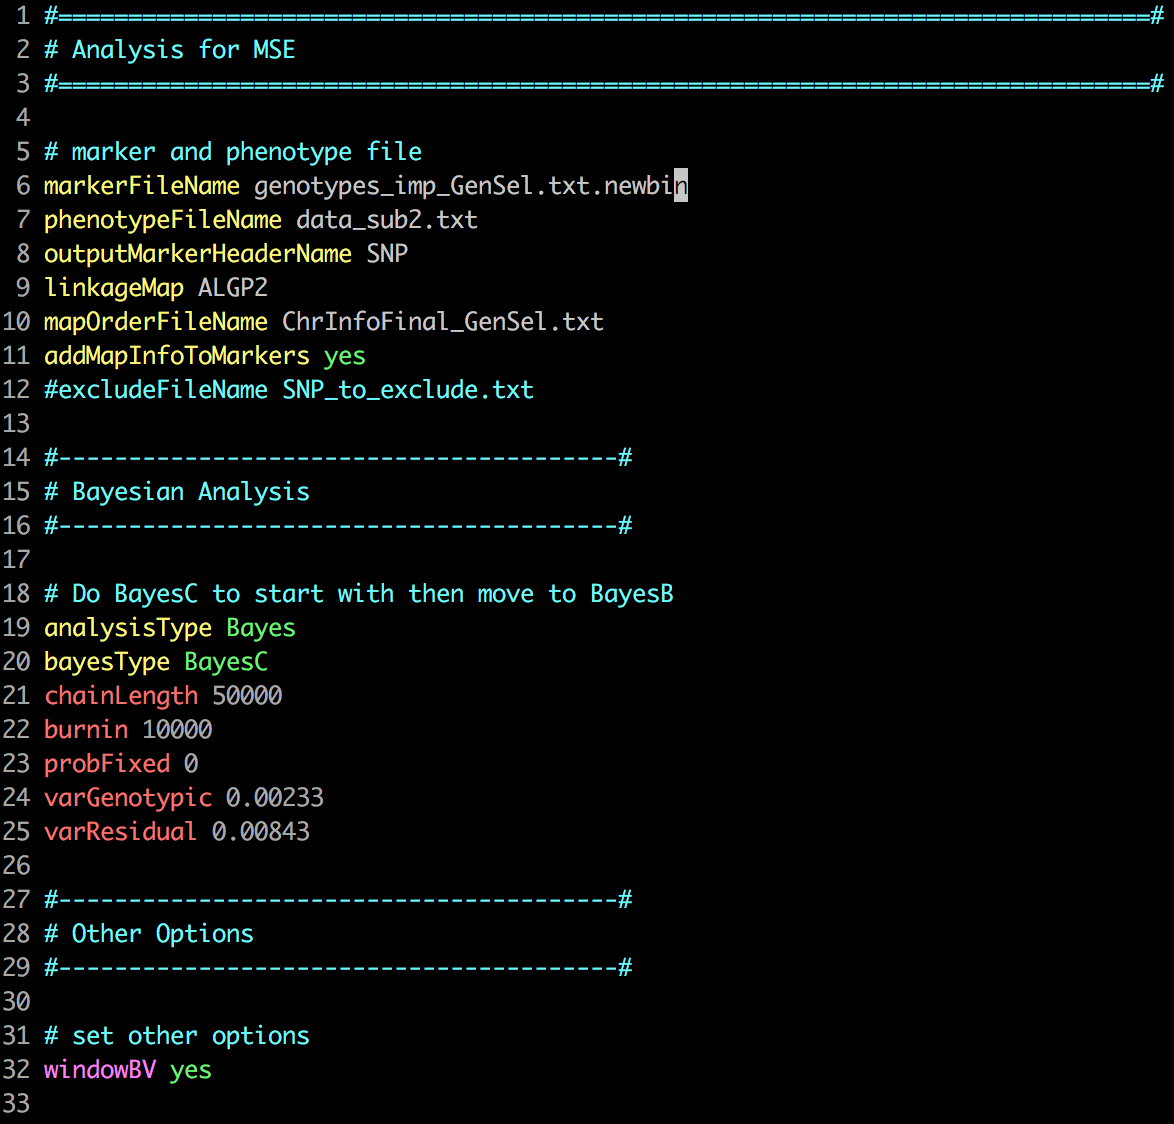 1 #==============================================================================#
2 # Analysis for MSE
3 #==============================================================================#
4
5 # marker and phenotype file
6 markerFileName genotypes_imp_GenSel.txt.newbin
7 phenotypeFileName data_sub2.txt
8 outputMarkerHeaderName SNP
9 linkageMap ALGP2
10 mapOrderFileName ChrInfoFinal_GenSel.txt
11 addMapInfoToMarkers yes
12 #excludeFileName SNP_to_exclude.txt
13
14 #----------------------------------------#
15 # Bayesian Analysis
16 #----------------------------------------#
17
18 # Do BayesC to start with then move to BayesB
19 analysisType Bayes
20 bayesType BayesC
21 chainLength 50000
22 burnin 10000
23 probFixed 0
24 varGenotypic 0.00233
25 varResidual 0.00843
26
27 #----------------------------------------#
28 # Other Options
29 #----------------------------------------#
30
31 # set other options
32 windowBV yes
33